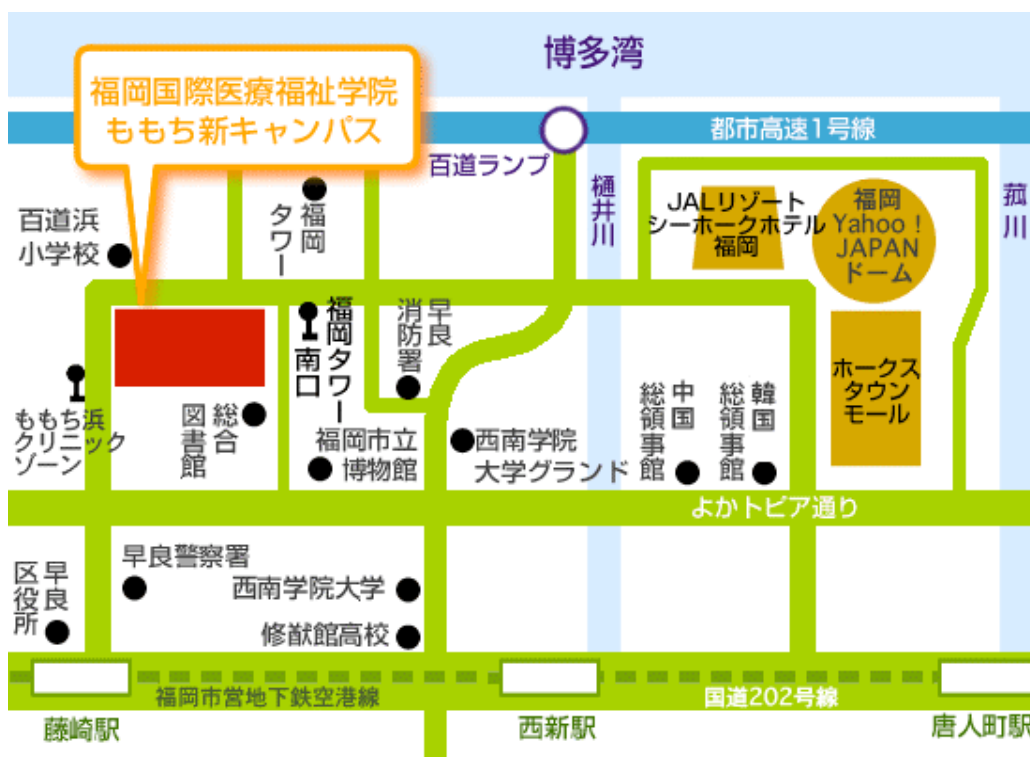 博多湾
福岡国際医療福祉学院
ももち新キャンパス
都市高速1号線
百道ランプ
樋井川
菰川
福岡
タワー
百道浜
小学校
JALリゾート
シーホークホテル
福岡
福岡
Yahoo!
JAPAN
ドーム
福岡タワー
南口
早良
消防署
ももち浜
クリニック
ゾーン
総合
図書館
福岡市立
博物館
西南学院
大学グランド
中国
総領事館
韓国
総領事館
ホークス
タウン
モール
よかトピア通り
早良
区役所
早良警察署
西南学院大学
修猷館高校
福岡市営地下鉄空港線
国道202号線
藤崎駅
西新駅
唐人町駅